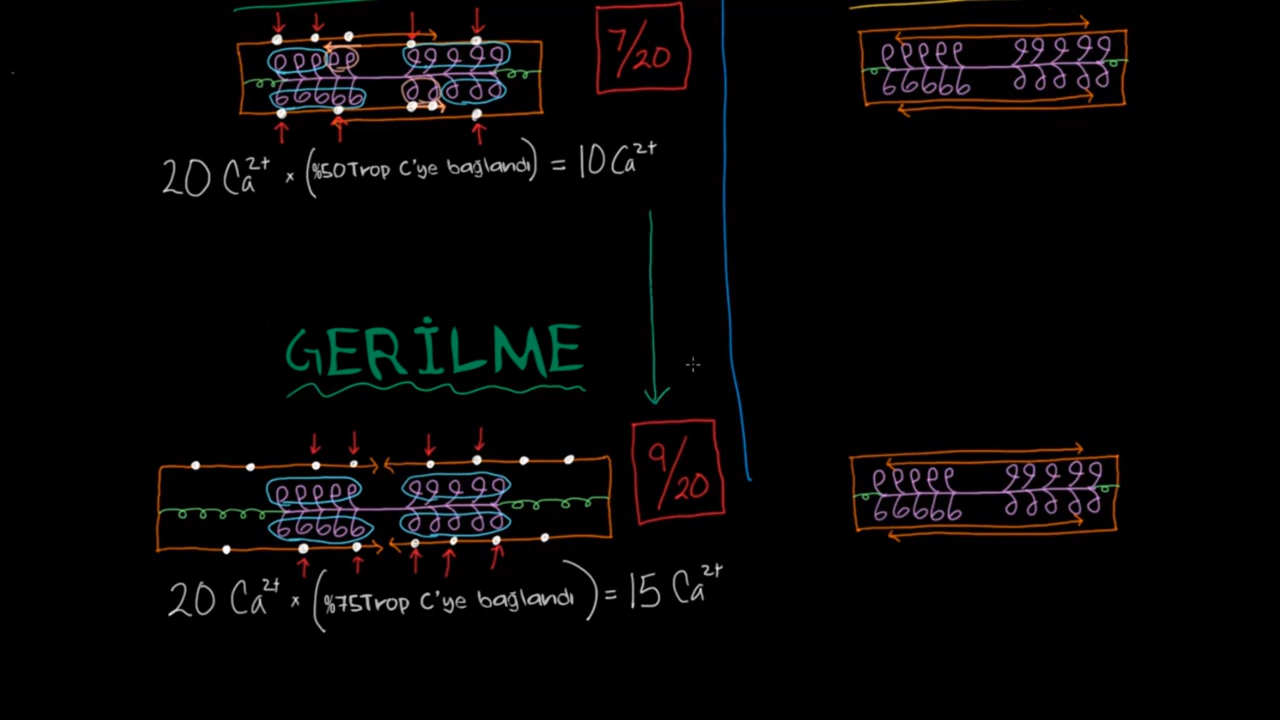 7/20
20 Ca²⁺ × (%50 Trop C'ye bağlandı) = 10 Ca²⁺
GERİLME
9/20
20 Ca²⁺ × (%75 Trop C'ye bağlandı) = 15 Ca²⁺